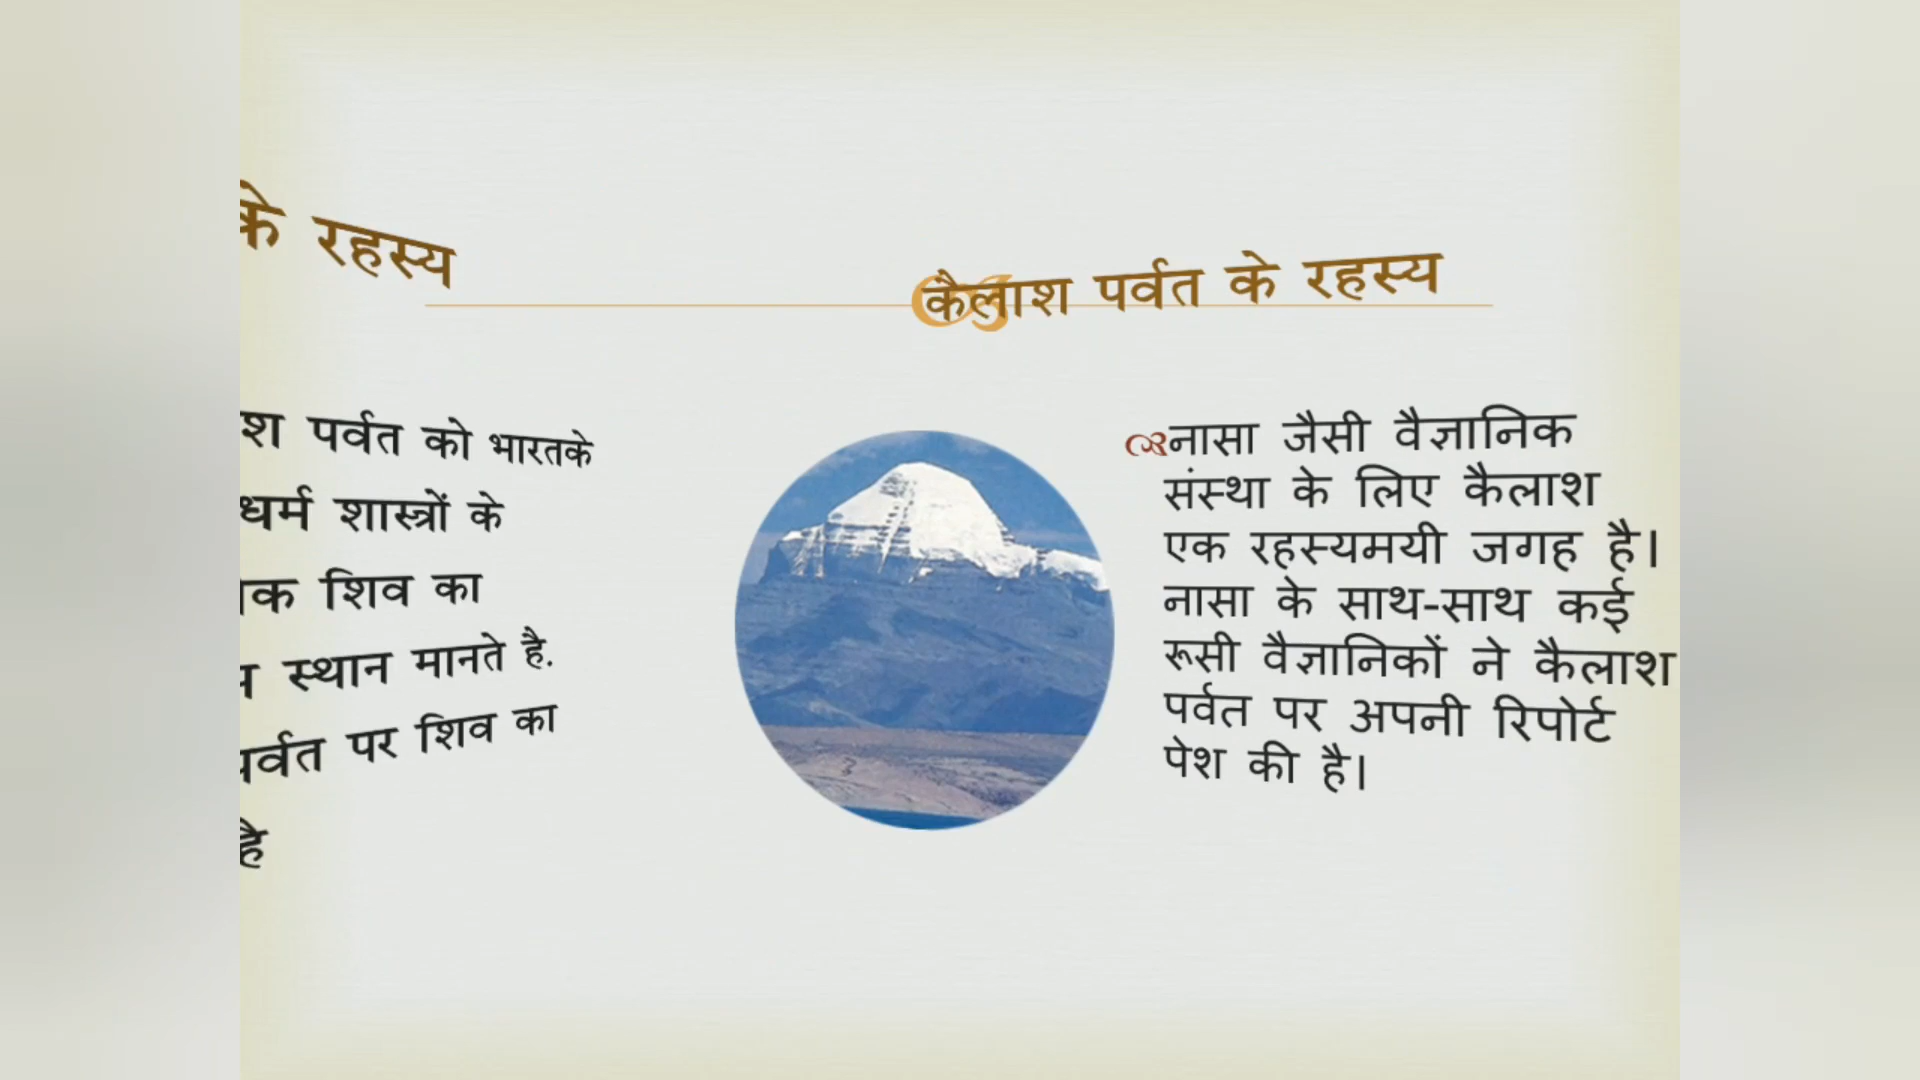 के रहस्य
श पर्वत को भारतके
धर्म शास्त्रों के
शिव का
स्थान मानते है.
पर्वत पर शिव का
है
कैलाश पर्वत के रहस्य
नासा जैसी वैज्ञानिक
संस्था के लिए कैलाश
एक रहस्यमयी जगह है।
नासा के साथ-साथ कई
रूसी वैज्ञानिकों ने कैलाश
पर्वत पर अपनी रिपोर्ट
पेश की है।